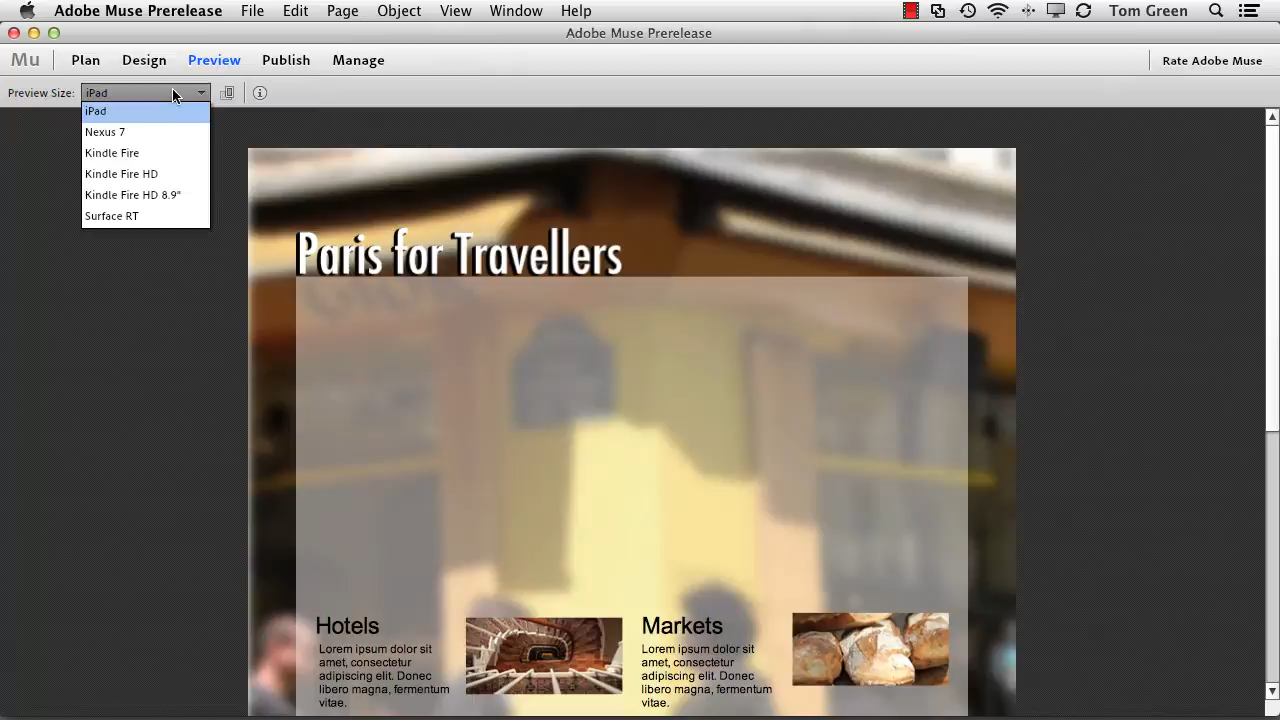 Adobe Muse Prerelease File Edit Page Object View Window Help Tom Green
Adobe Muse Prerelease
Mu Plan Design Preview Publish Manage Rate Adobe Muse
Preview Size: iPad
iPad
Nexus 7
Kindle Fire
Kindle Fire HD
Kindle Fire HD 8.9"
Surface RT
Paris for Travellers
Hotels
Lorem ipsum dolor sit
amet, consectetur
adipiscing elit. Donec
libero magna, fermentum
vitae.
Markets
Lorem ipsum dolor sit
amet, consectetur
adipiscing elit. Donec
libero magna, fermentum
vitae.